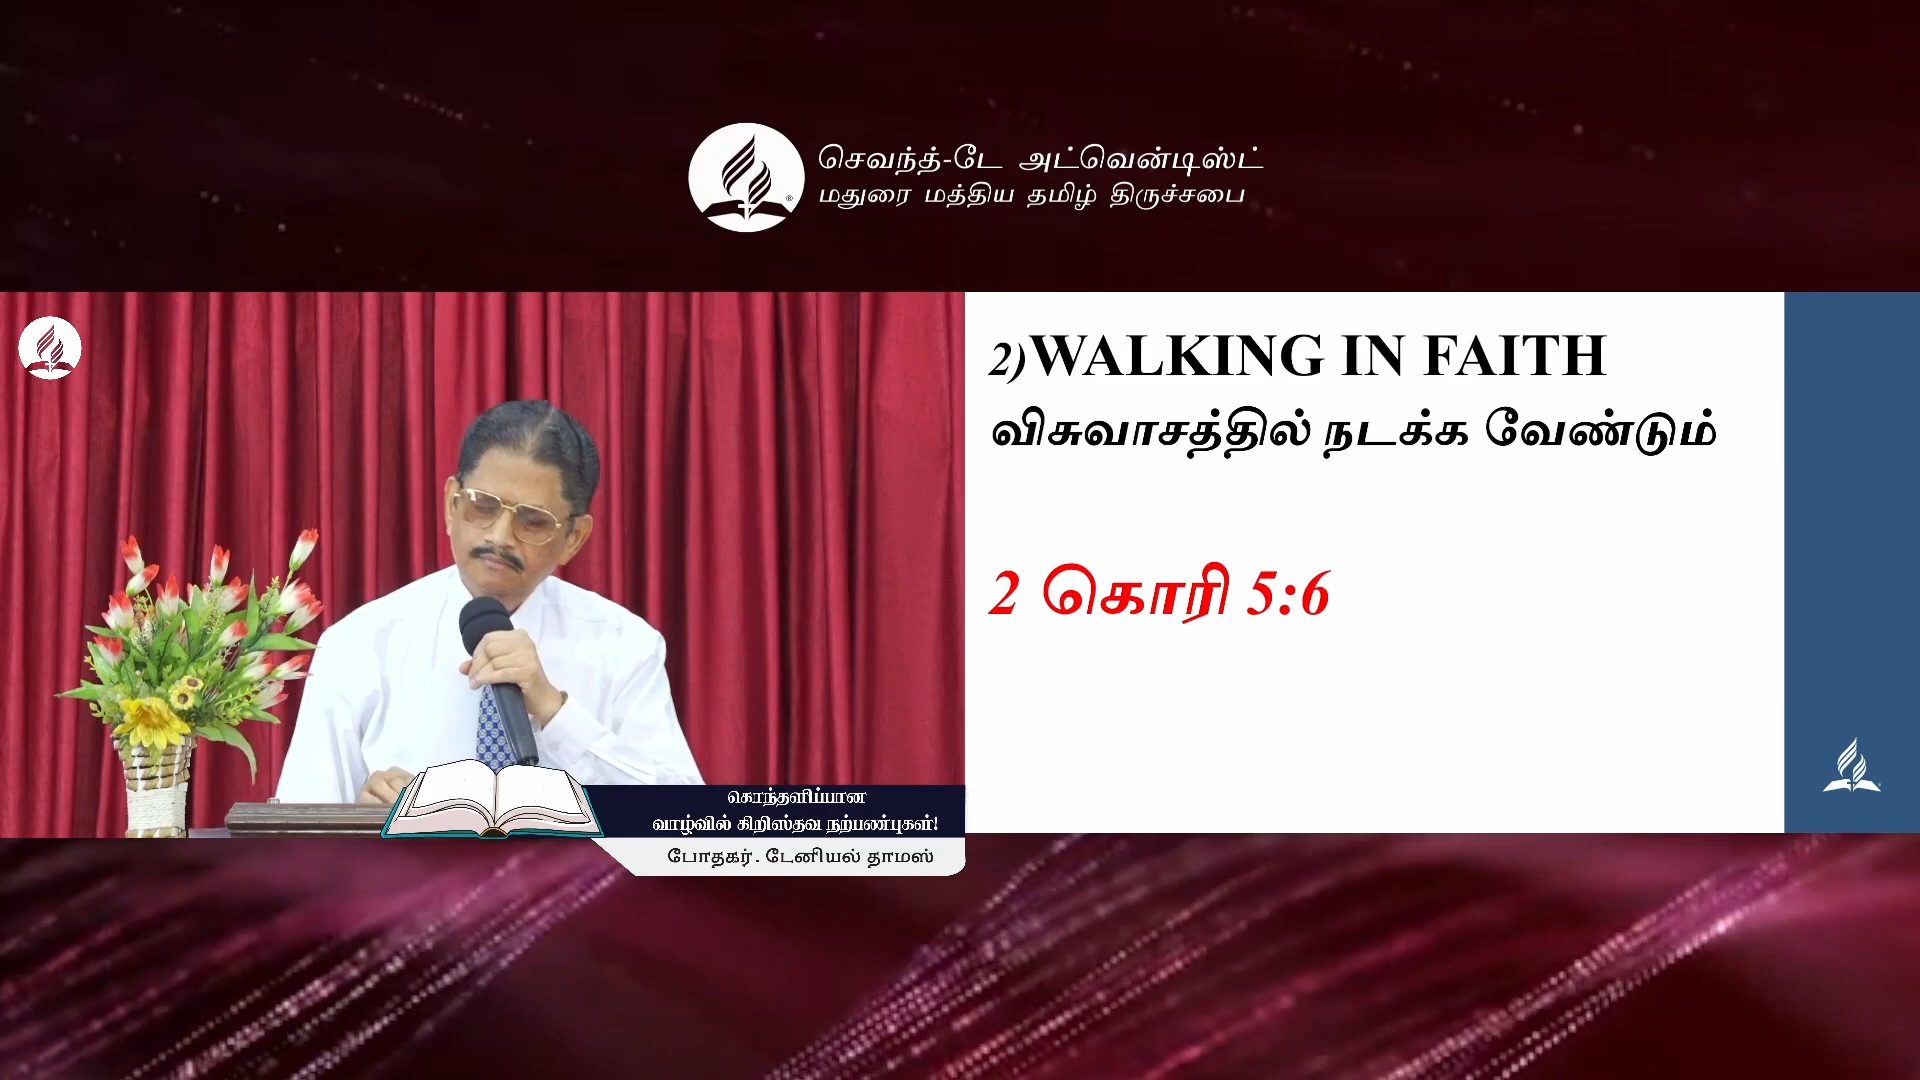 செவந்த்-டே அட்வென்டிஸ்ட்
மதுரை மத்திய தமிழ் திருச்சபை
2)WALKING IN FAITH
விசுவாசத்தில் நடக்க வேண்டும்
2 கொரி 5:6
கொந்தளிப்பான
வாழ்வில் கிறிஸ்தவ நற்பண்புகள்!
போதகர். டேனியல் தாமஸ்